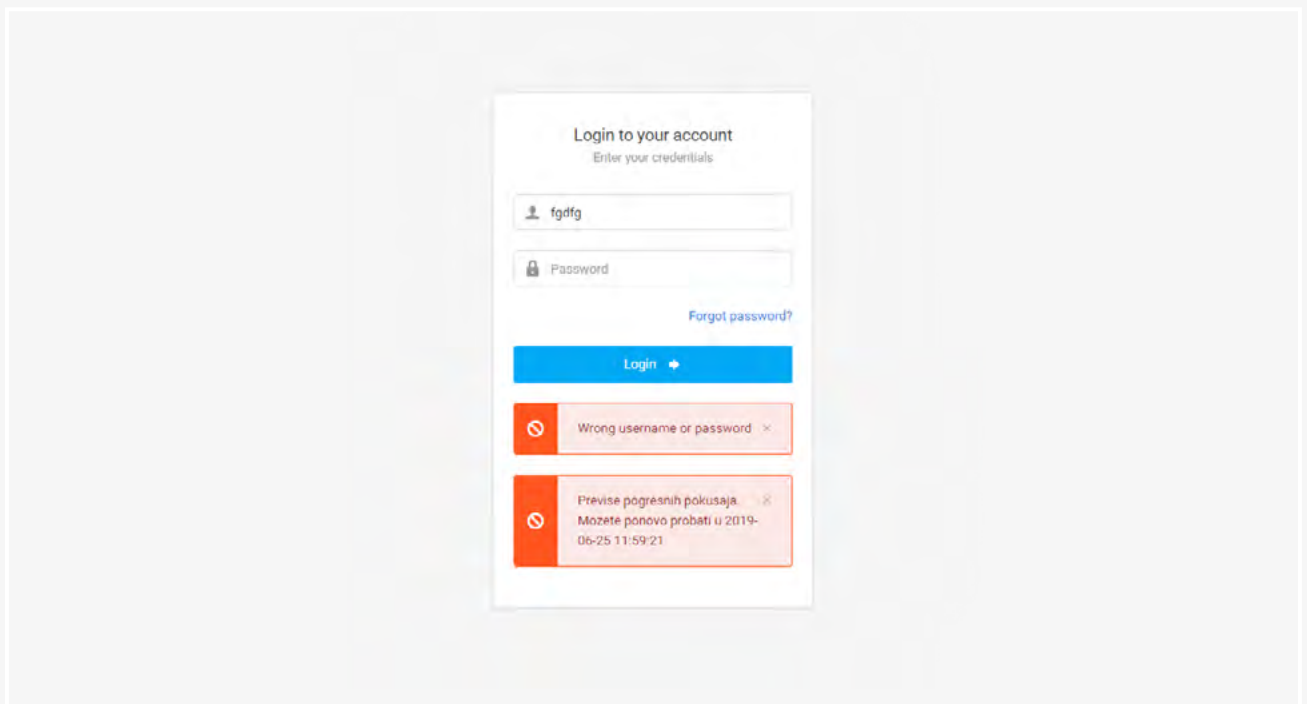 Login to your account
Enter your credentials
fgdfg
Password
Forgot password?
Login
Wrong username or password ×
Previse pogresnih pokusaja. ×
Mozete ponovo probati u 2019-
06-25 11:59:21